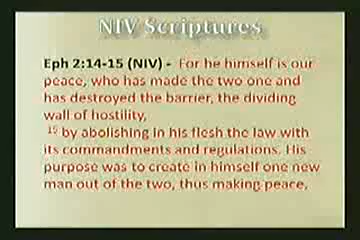 NIV Scriptures
Eph 2:14-15 (NIV) - For he himself is our
peace, who has made the two one and
has destroyed the barrier, the dividing
wall of hostility,
15 by abolishing in his flesh the law with
its commandments and regulations. His
purpose was to create in himself one new
man out of the two, thus making peace,